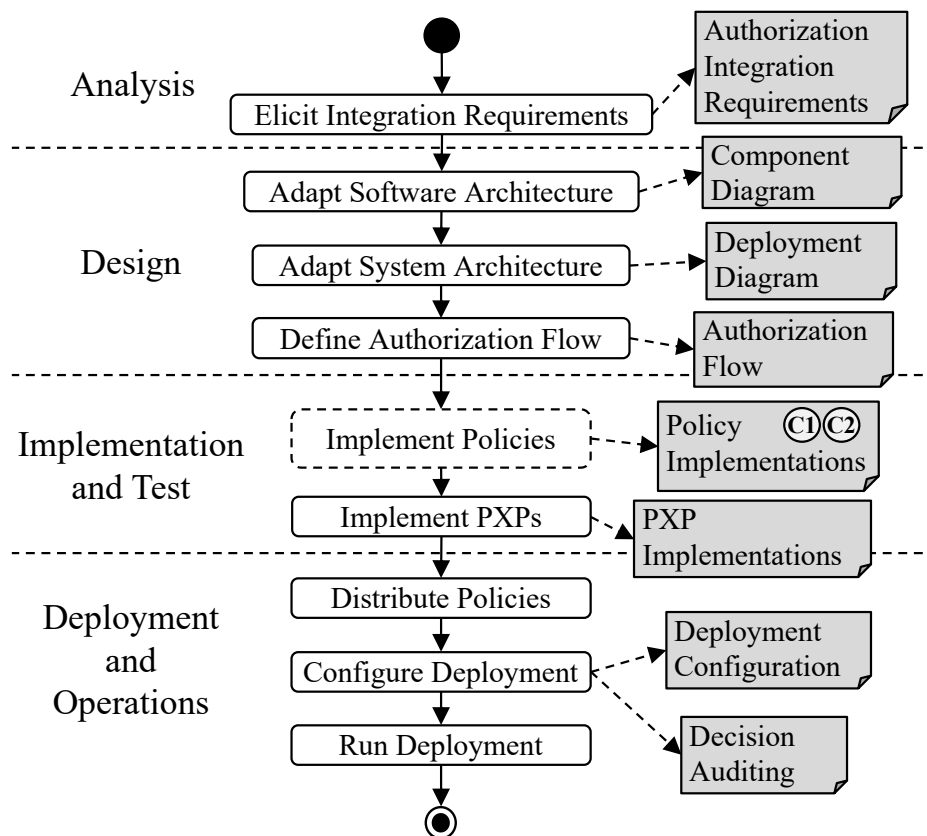 Analysis
Elicit Integration Requirements
Authorization
Integration
Requirements
Design
Adapt Software Architecture
Component
Diagram
Adapt System Architecture
Deployment
Diagram
Define Authorization Flow
Authorization
Flow
Implementation
and Test
Implement Policies
Policy C1 C2
Implementations
Implement PXPs
PXP
Implementations
Deployment
and
Operations
Distribute Policies
Configure Deployment
Deployment
Configuration
Run Deployment
Decision
Auditing